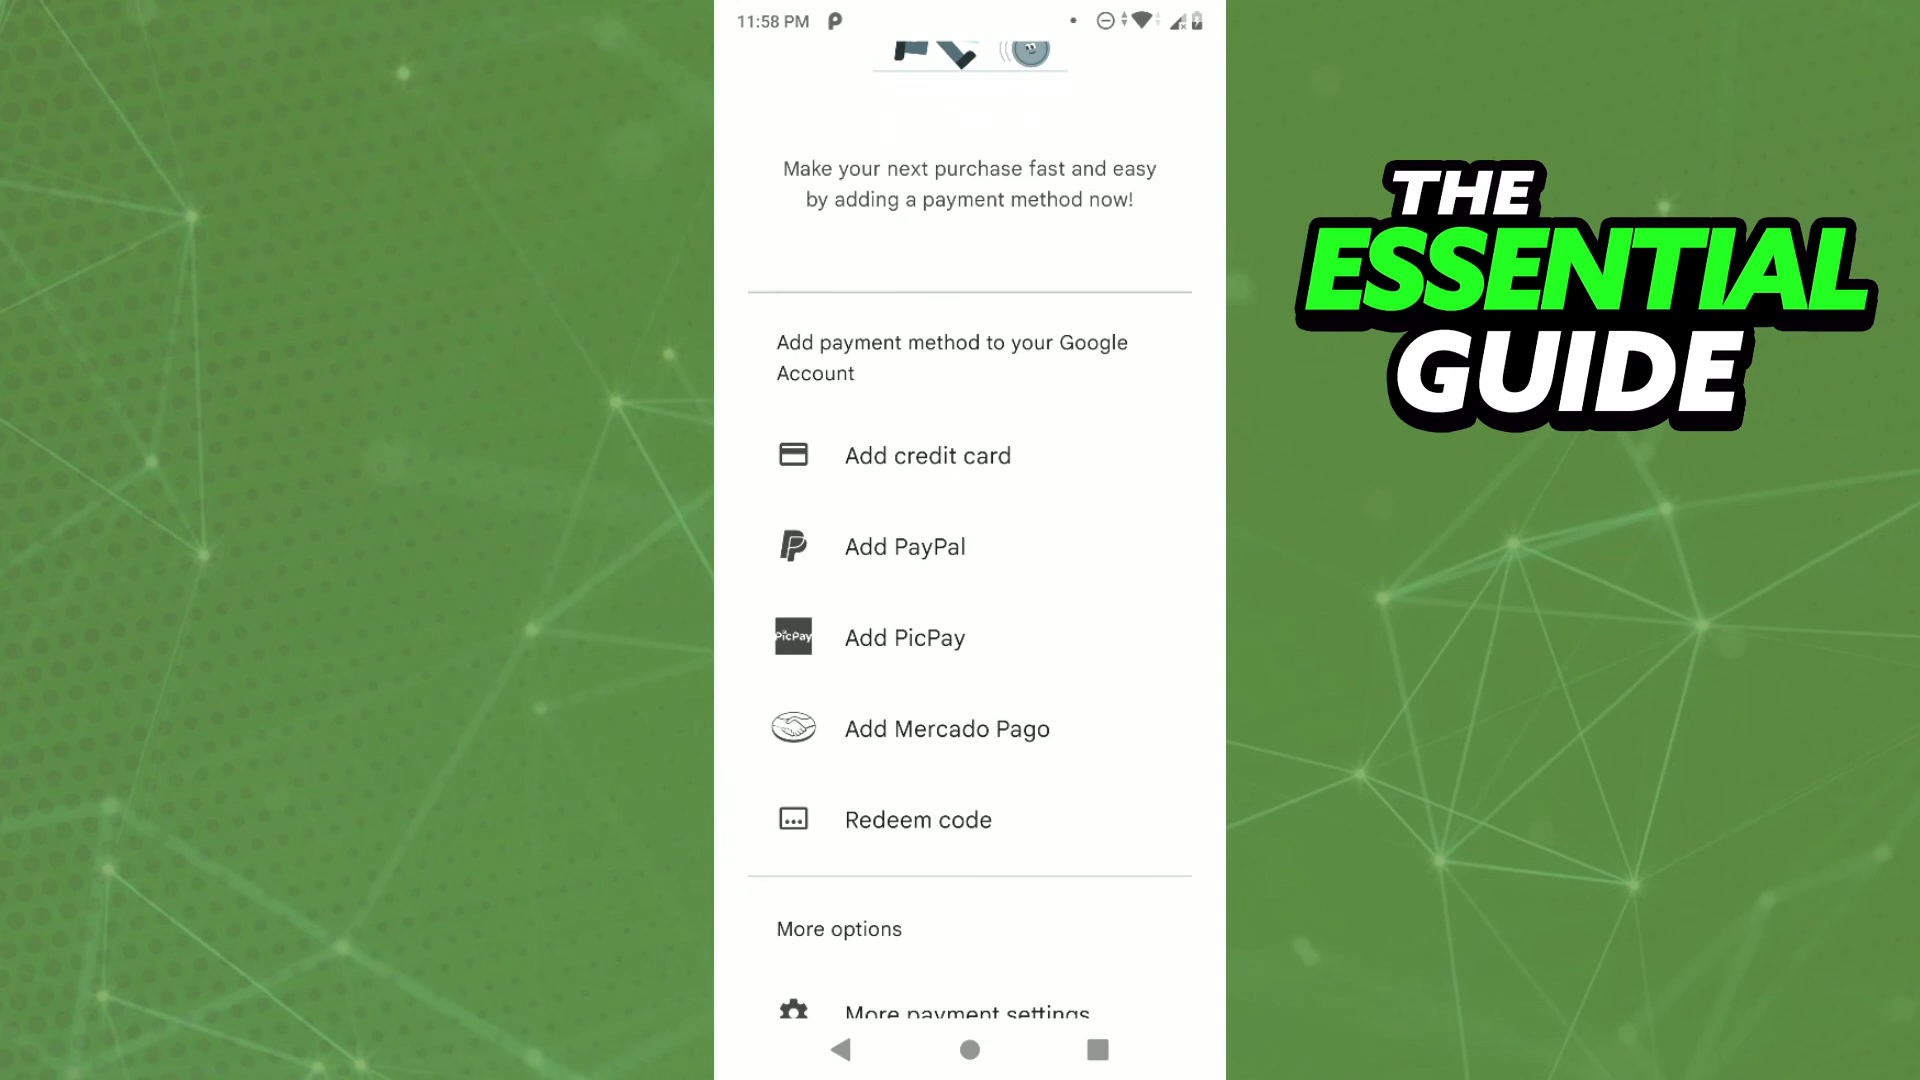 11:58 PM
Make your next purchase fast and easy
by adding a payment method now!
Add payment method to your Google
Account
Add credit card
Add PayPal
PicPay
Add PicPay
Add Mercado Pago
Redeem code
More options
More payment settings
THE
ESSENTIAL
GUIDE